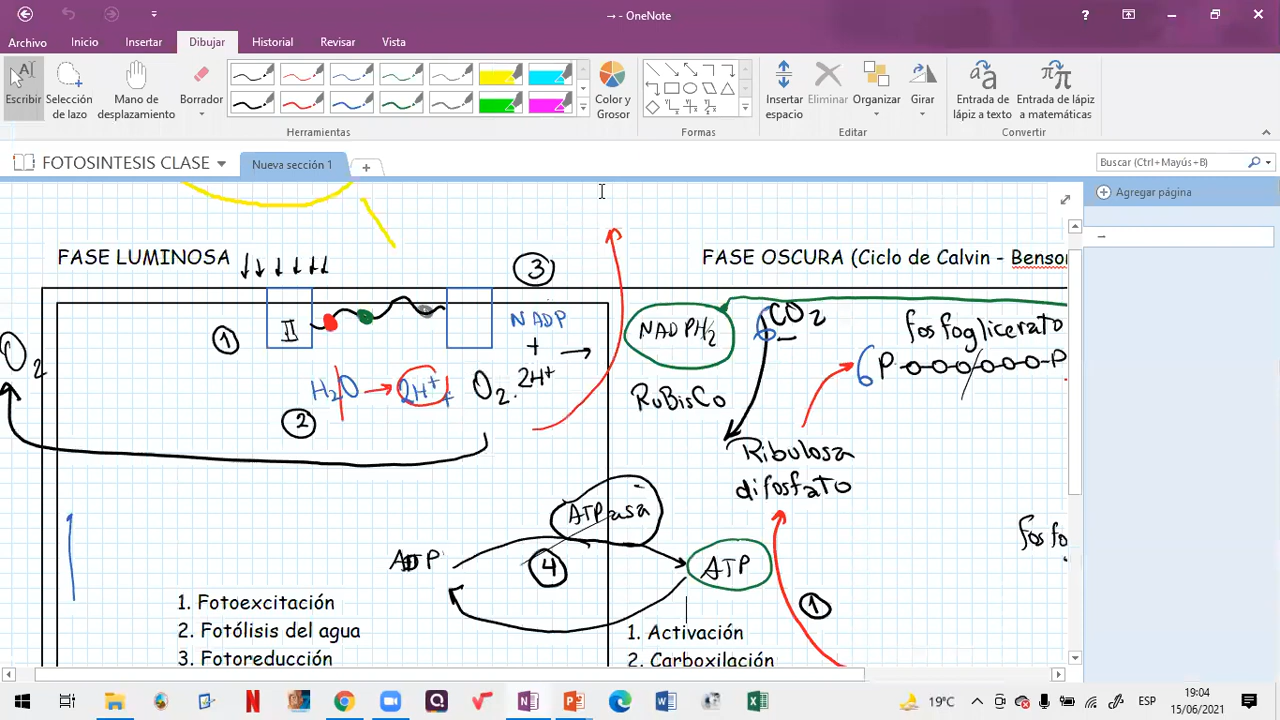 → - OneNote
Archivo
Inicio
Insertar
Dibujar
Historial
Revisar
Vista
Escribir
Selección de lazo
Mano de desplazamiento
Borrador
Color y Grosor
Insertar espacio
Eliminar
Organizar
Girar
Entrada de lápiz a texto
Entrada de lápiz a matemáticas
Herramientas
Formas
Editar
Convertir
FOTOSINTESIS CLASE
Nueva sección 1
Buscar (Ctrl+Mayús+B)
Agregar página
FASE LUMINOSA
FASE OSCURA (Ciclo de Calvin - Benson
3
II
1
NADP
+
2H+
NADPH2
6CO2
fosfoglicerato
6 P
P
O2
H2O → 2H+ + O2
2
RuBisCo
Ribulosa
difosfato
ATPasa
fosfo
ADP
4
ATP
1
1. Fotoexcitación
2. Fotólisis del agua
3. Fotoreducción
1. Activación
2. Carboxilación
19°C
ESP
19:04
15/06/2021